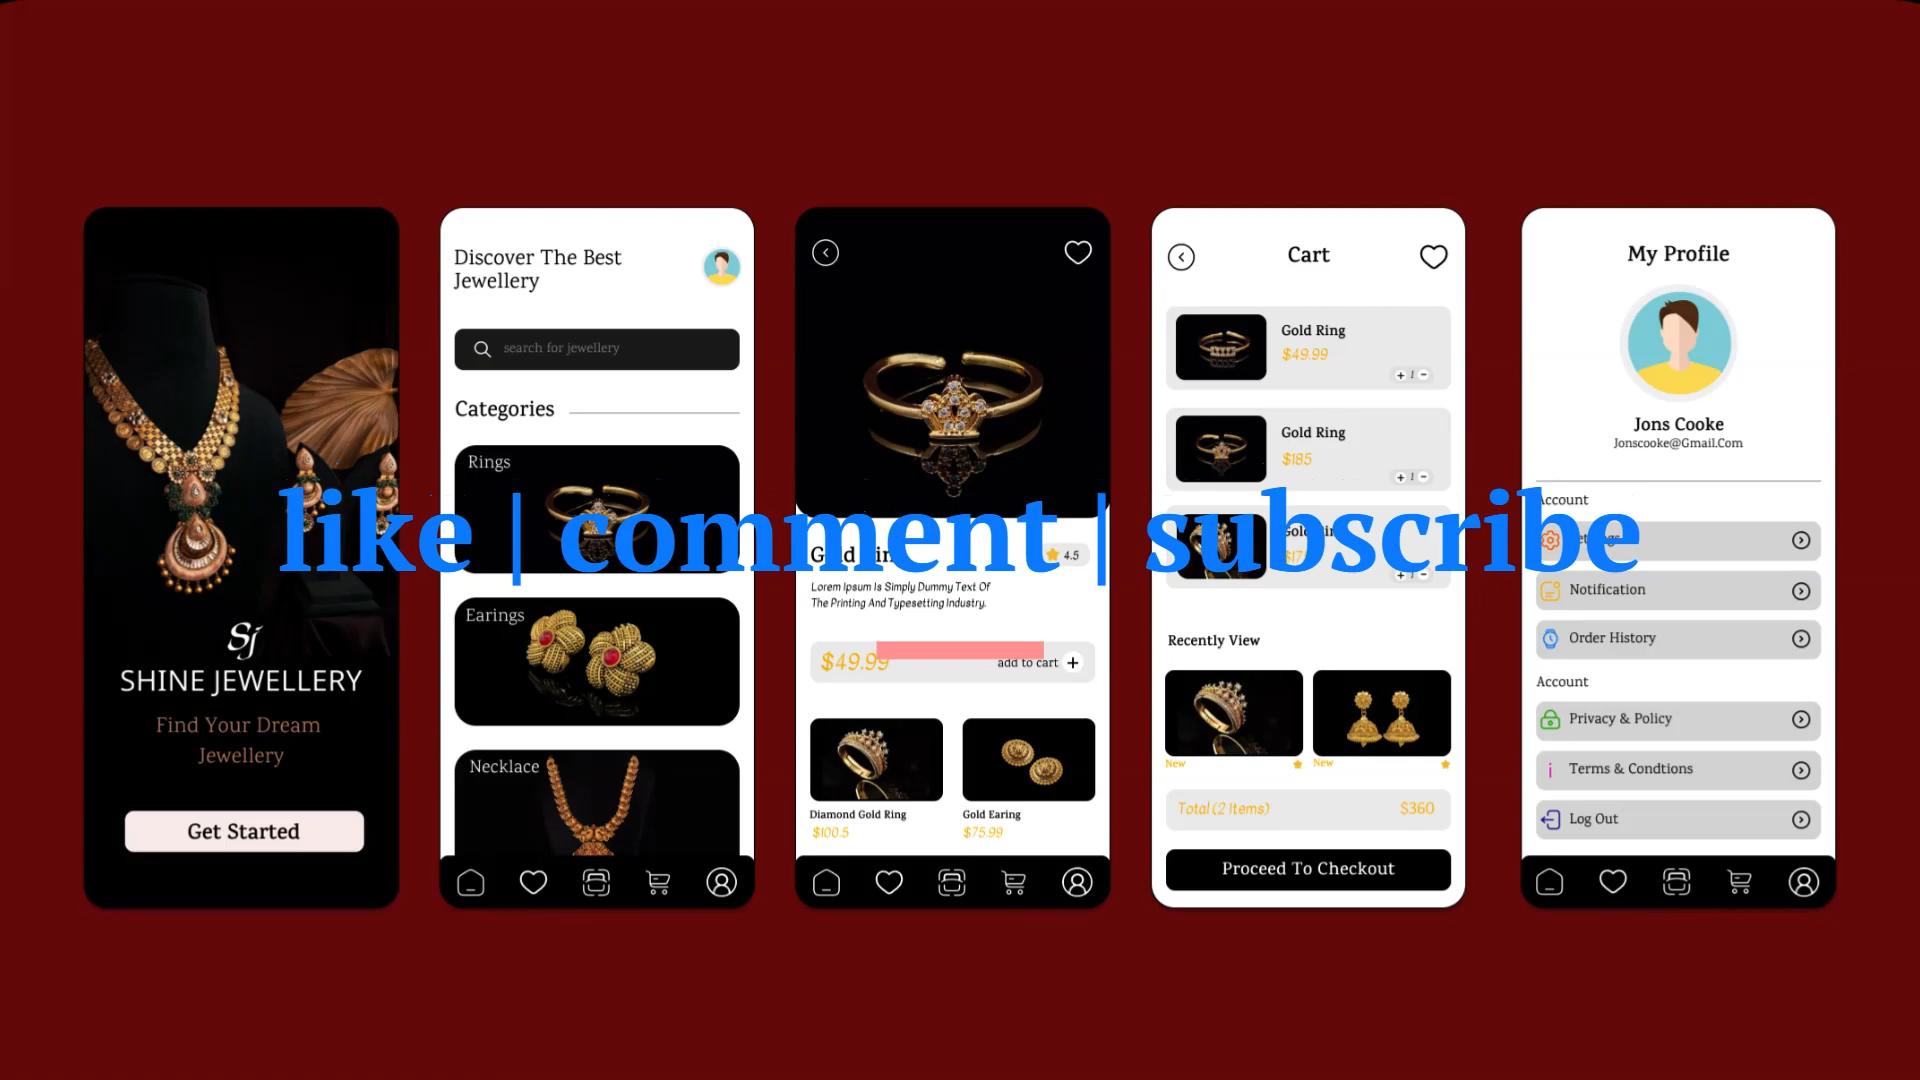 Sj
SHINE JEWELLERY
Find Your Dream
Jewellery
Get Started
Discover The Best
Jewellery
search for jewellery
Categories
Rings
Earings
Necklace
like | comment | subscribe
4.5
Lorem Ipsum Is Simply Dummy Text Of
The Printing And Typesetting Industry.
$49.99
add to cart +
Diamond Gold Ring
$100.5
Gold Earing
$75.99
Cart
Gold Ring
$49.99
+ 1 −
Gold Ring
$185
+ 1 −
+ 1 −
Recently View
New
New
Total (2 Items)
$360
Proceed To Checkout
My Profile
Jons Cooke
Jonscooke@Gmail.Com
Account
Notification
Order History
Account
Privacy & Policy
Terms & Condtions
Log Out